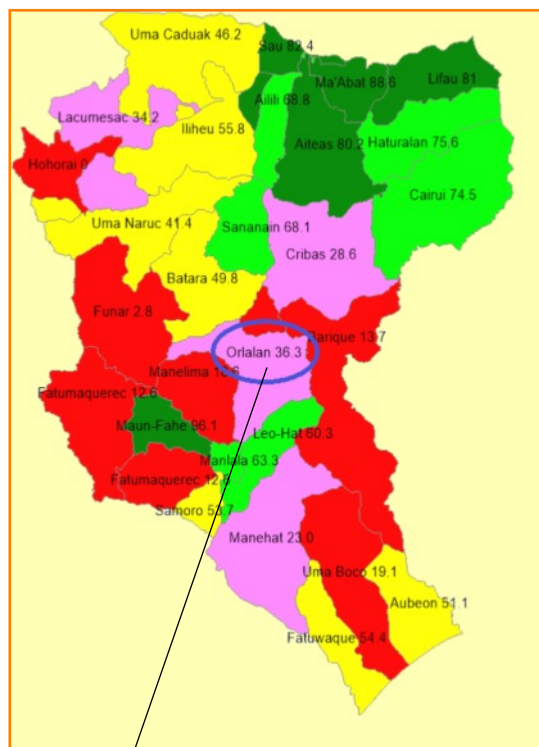 Uma Caduak 46.2
Sau 82.4
Ma'Abat 88.6
Lifau 81
Lacumesac 34.2
Ailili 68.8
Iliheu 55.8
Aiteas 80.2
Haturalan 75.6
Hohorai 0
Cairui 74.5
Uma Naruc 41.4
Sananain 68.1
Cribas 28.6
Batara 49.8
Funar 2.8
Barique 13.7
Orlalan 36.3
Manelima
Fatumaquerec 12.6
Maun-Fahe 96.1
Leo-Hat 60.3
Manlala 63.3
Fatumaquerec 12.6
Samoro 53.7
Manehat 23.0
Uma Boco 19.1
Aubeon 51.1
Fatuwaque 54.4